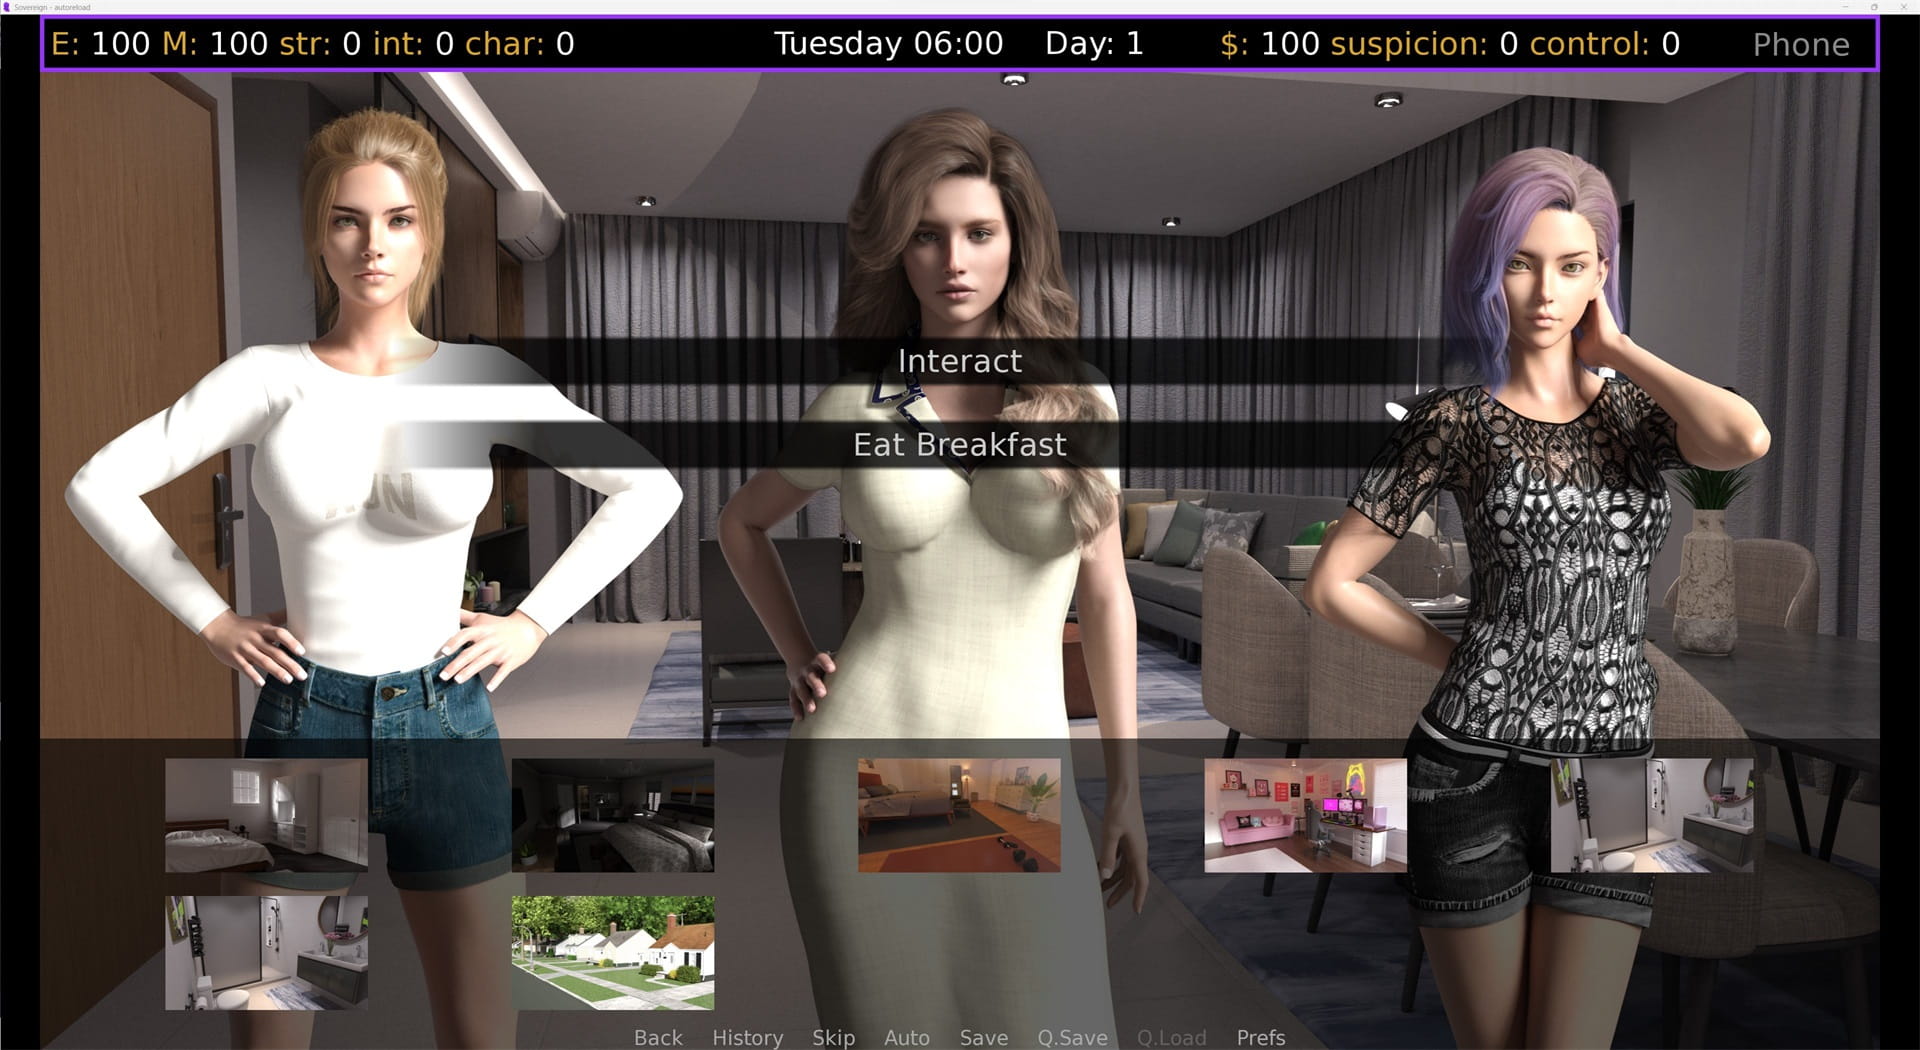 Sovereign - autoreload
E: 100 M: 100 str: 0 int: 0 char: 0
Tuesday 06:00 Day: 1
$: 100 suspicion: 0 control: 0
Phone
Interact
Eat Breakfast
Back History Skip Auto Save Q.Save Q.Load Prefs